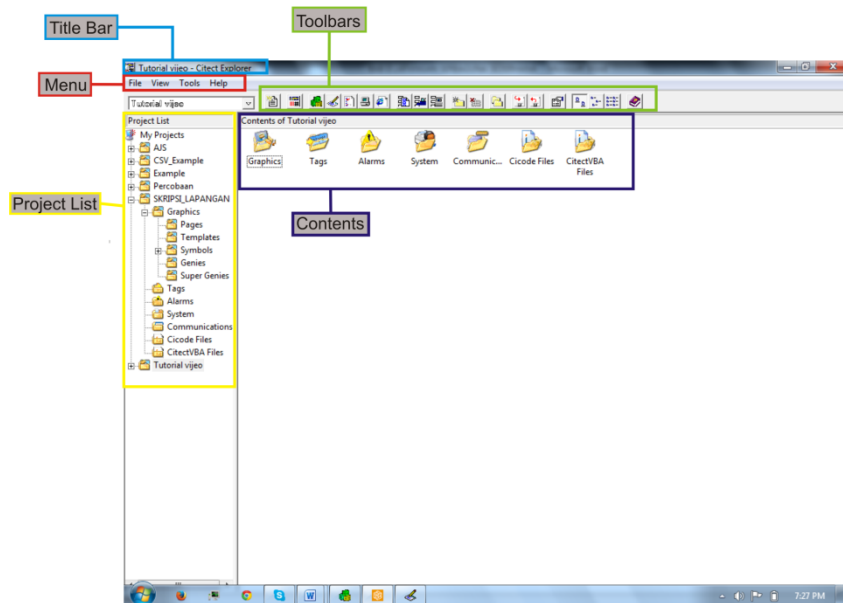 Title Bar
Toolbars
Tutorial vijeo - Citect Explorer
Menu
File View Tools Help
Tutorial vijeo
Project List
Contents of Tutorial vijeo
My Projects
AJS
CSV_Example
Example
Percobaan
SKRIPSI_LAPANGAN
Graphics
Pages
Templates
Symbols
Genies
Super Genies
Tags
Alarms
System
Communications
Cicode Files
CitectVBA Files
Tutorial vijeo
Graphics Tags Alarms System Communic... Cicode Files CitectVBA
Files
Project List
Contents
7:27 PM